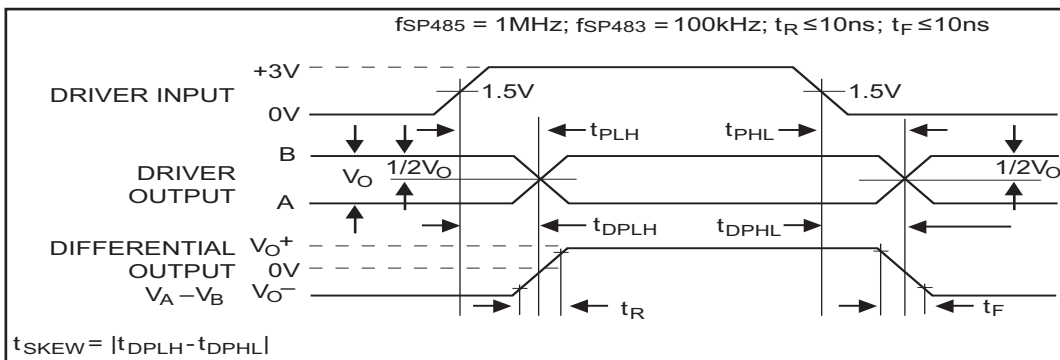 fSP485 = 1MHz; fSP483 = 100kHz; tR ≤10ns; tF ≤10ns
+3V
DRIVER INPUT
1.5V
1.5V
0V
tPLH
tPHL
B
DRIVER
OUTPUT
VO
1/2VO
1/2VO
A
tDPLH
tDPHL
DIFFERENTIAL
OUTPUT
VA –VB
VO+
0V
VO–
tR
tF
tSKEW = |tDPLH - tDPHL|